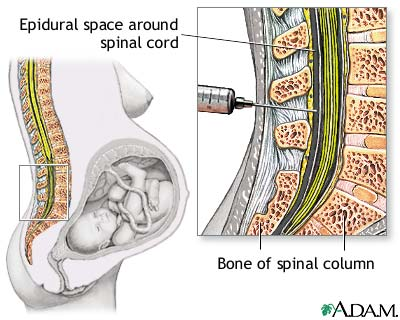 Epidural space around
spinal cord
Bone of spinal column
A.D.A.M.